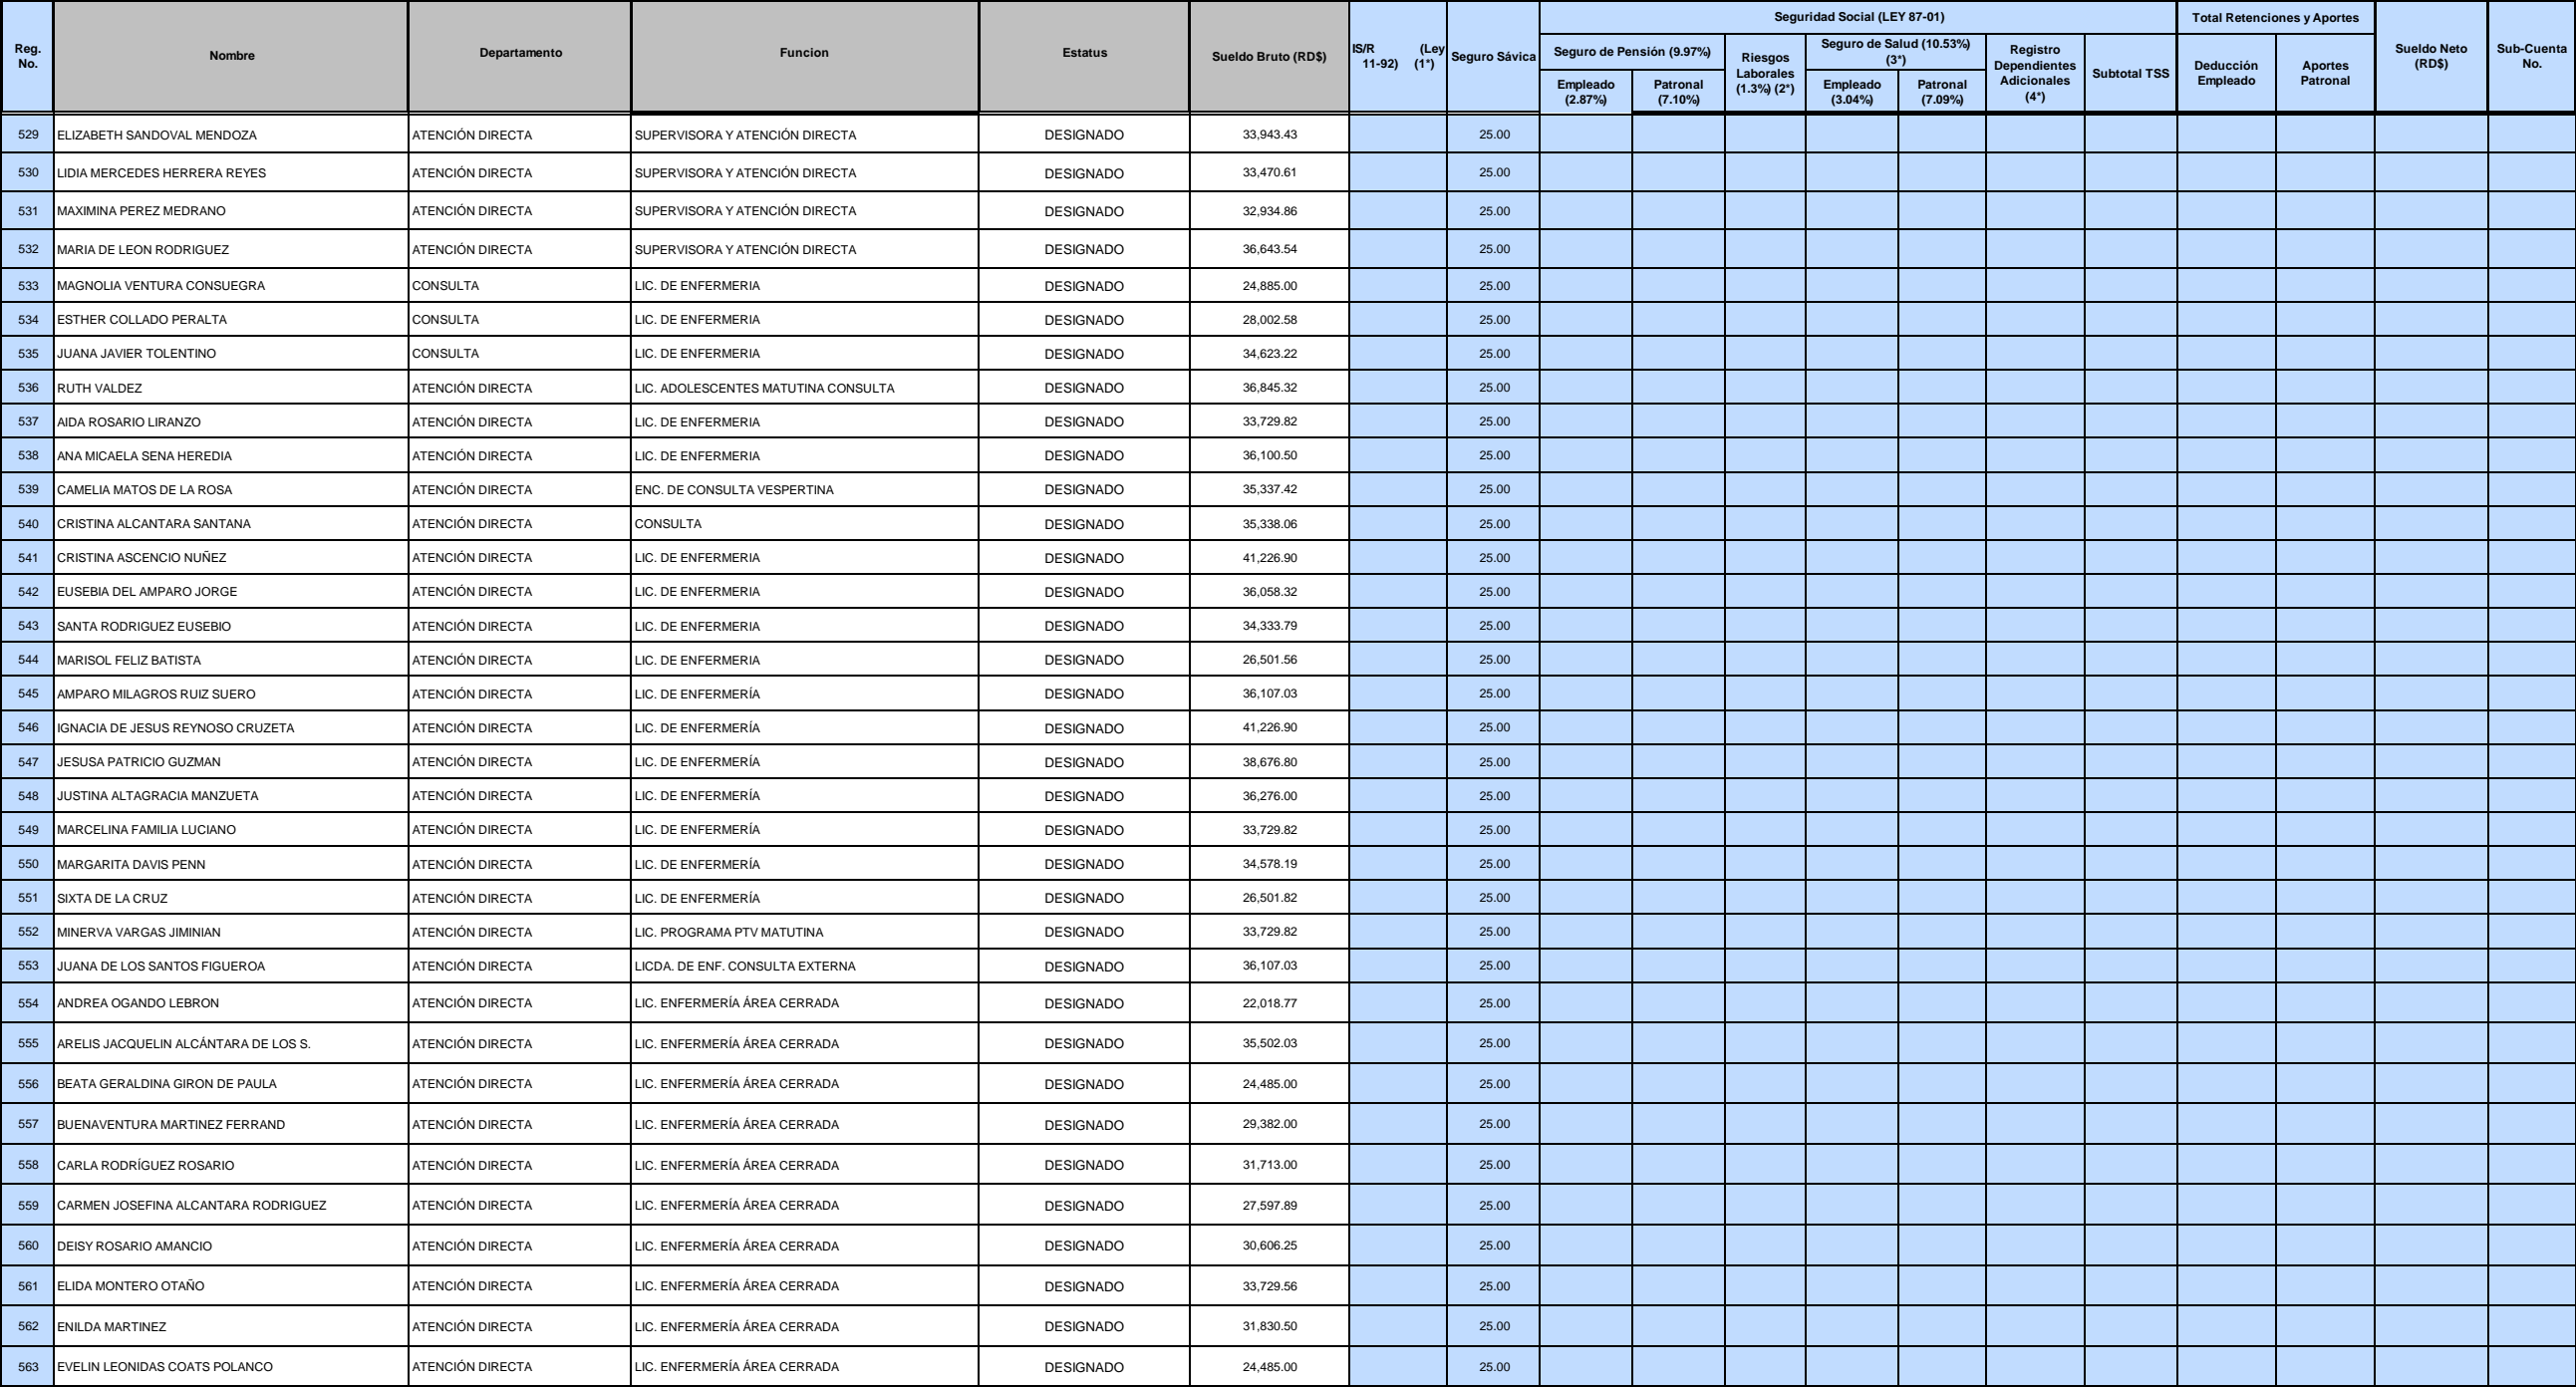 Reg. No. Nombre Departamento Funcion Estatus Sueldo Bruto (RD$) IS/R (Ley 11-92) (1*) Seguro Sávica Seguridad Social (LEY 87-01) Total Retenciones y Aportes Sueldo Neto (RD$) Sub-Cuenta No.
Seguro de Pensión (9.97%) Riesgos Laborales (1.3%) (2*) Seguro de Salud (10.53%) (3*) Registro Dependientes Adicionales (4*) Subtotal TSS Deducción Empleado Aportes Patronal
Empleado (2.87%) Patronal (7.10%) Empleado (3.04%) Patronal (7.09%)
529 ELIZABETH SANDOVAL MENDOZA ATENCIÓN DIRECTA SUPERVISORA Y ATENCIÓN DIRECTA DESIGNADO 33,943.43 25.00
530 LIDIA MERCEDES HERRERA REYES ATENCIÓN DIRECTA SUPERVISORA Y ATENCIÓN DIRECTA DESIGNADO 33,470.61 25.00
531 MAXIMINA PEREZ MEDRANO ATENCIÓN DIRECTA SUPERVISORA Y ATENCIÓN DIRECTA DESIGNADO 32,934.86 25.00
532 MARIA DE LEON RODRIGUEZ ATENCIÓN DIRECTA SUPERVISORA Y ATENCIÓN DIRECTA DESIGNADO 36,643.54 25.00
533 MAGNOLIA VENTURA CONSUEGRA CONSULTA LIC. DE ENFERMERIA DESIGNADO 24,885.00 25.00
534 ESTHER COLLADO PERALTA CONSULTA LIC. DE ENFERMERIA DESIGNADO 28,002.58 25.00
535 JUANA JAVIER TOLENTINO CONSULTA LIC. DE ENFERMERIA DESIGNADO 34,623.22 25.00
536 RUTH VALDEZ ATENCIÓN DIRECTA LIC. ADOLESCENTES MATUTINA CONSULTA DESIGNADO 36,845.32 25.00
537 AIDA ROSARIO LIRANZO ATENCIÓN DIRECTA LIC. DE ENFERMERIA DESIGNADO 33,729.82 25.00
538 ANA MICAELA SENA HEREDIA ATENCIÓN DIRECTA LIC. DE ENFERMERIA DESIGNADO 36,100.50 25.00
539 CAMELIA MATOS DE LA ROSA ATENCIÓN DIRECTA ENC. DE CONSULTA VESPERTINA DESIGNADO 35,337.42 25.00
540 CRISTINA ALCANTARA SANTANA ATENCIÓN DIRECTA CONSULTA DESIGNADO 35,338.06 25.00
541 CRISTINA ASCENCIO NUÑEZ ATENCIÓN DIRECTA LIC. DE ENFERMERIA DESIGNADO 41,226.90 25.00
542 EUSEBIA DEL AMPARO JORGE ATENCIÓN DIRECTA LIC. DE ENFERMERIA DESIGNADO 36,058.32 25.00
543 SANTA RODRIGUEZ EUSEBIO ATENCIÓN DIRECTA LIC. DE ENFERMERIA DESIGNADO 34,333.79 25.00
544 MARISOL FELIZ BATISTA ATENCIÓN DIRECTA LIC. DE ENFERMERIA DESIGNADO 26,501.56 25.00
545 AMPARO MILAGROS RUIZ SUERO ATENCIÓN DIRECTA LIC. DE ENFERMERÍA DESIGNADO 36,107.03 25.00
546 IGNACIA DE JESUS REYNOSO CRUZETA ATENCIÓN DIRECTA LIC. DE ENFERMERÍA DESIGNADO 41,226.90 25.00
547 JESUSA PATRICIO GUZMAN ATENCIÓN DIRECTA LIC. DE ENFERMERÍA DESIGNADO 38,676.80 25.00
548 JUSTINA ALTAGRACIA MANZUETA ATENCIÓN DIRECTA LIC. DE ENFERMERÍA DESIGNADO 36,276.00 25.00
549 MARCELINA FAMILIA LUCIANO ATENCIÓN DIRECTA LIC. DE ENFERMERÍA DESIGNADO 33,729.82 25.00
550 MARGARITA DAVIS PENN ATENCIÓN DIRECTA LIC. DE ENFERMERÍA DESIGNADO 34,578.19 25.00
551 SIXTA DE LA CRUZ ATENCIÓN DIRECTA LIC. DE ENFERMERÍA DESIGNADO 26,501.82 25.00
552 MINERVA VARGAS JIMINIAN ATENCIÓN DIRECTA LIC. PROGRAMA PTV MATUTINA DESIGNADO 33,729.82 25.00
553 JUANA DE LOS SANTOS FIGUEROA ATENCIÓN DIRECTA LICDA. DE ENF. CONSULTA EXTERNA DESIGNADO 36,107.03 25.00
554 ANDREA OGANDO LEBRON ATENCIÓN DIRECTA LIC. ENFERMERÍA ÁREA CERRADA DESIGNADO 22,018.77 25.00
555 ARELIS JACQUELIN ALCÁNTARA DE LOS S. ATENCIÓN DIRECTA LIC. ENFERMERÍA ÁREA CERRADA DESIGNADO 35,502.03 25.00
556 BEATA GERALDINA GIRON DE PAULA ATENCIÓN DIRECTA LIC. ENFERMERÍA ÁREA CERRADA DESIGNADO 24,485.00 25.00
557 BUENAVENTURA MARTINEZ FERRAND ATENCIÓN DIRECTA LIC. ENFERMERÍA ÁREA CERRADA DESIGNADO 29,382.00 25.00
558 CARLA RODRÍGUEZ ROSARIO ATENCIÓN DIRECTA LIC. ENFERMERÍA ÁREA CERRADA DESIGNADO 31,713.00 25.00
559 CARMEN JOSEFINA ALCANTARA RODRIGUEZ ATENCIÓN DIRECTA LIC. ENFERMERÍA ÁREA CERRADA DESIGNADO 27,597.89 25.00
560 DEISY ROSARIO AMANCIO ATENCIÓN DIRECTA LIC. ENFERMERÍA ÁREA CERRADA DESIGNADO 30,606.25 25.00
561 ELIDA MONTERO OTAÑO ATENCIÓN DIRECTA LIC. ENFERMERÍA ÁREA CERRADA DESIGNADO 33,729.56 25.00
562 ENILDA MARTINEZ ATENCIÓN DIRECTA LIC. ENFERMERÍA ÁREA CERRADA DESIGNADO 31,830.50 25.00
563 EVELIN LEONIDAS COATS POLANCO ATENCIÓN DIRECTA LIC. ENFERMERÍA ÁREA CERRADA DESIGNADO 24,485.00 25.00